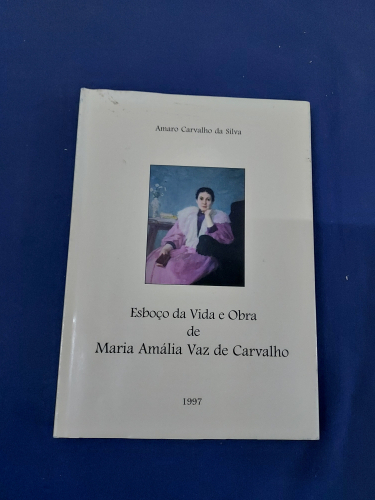 Amaro Carvalho da Silva
Esboço da Vida e Obra
de
Maria Amália Vaz de Carvalho
1997